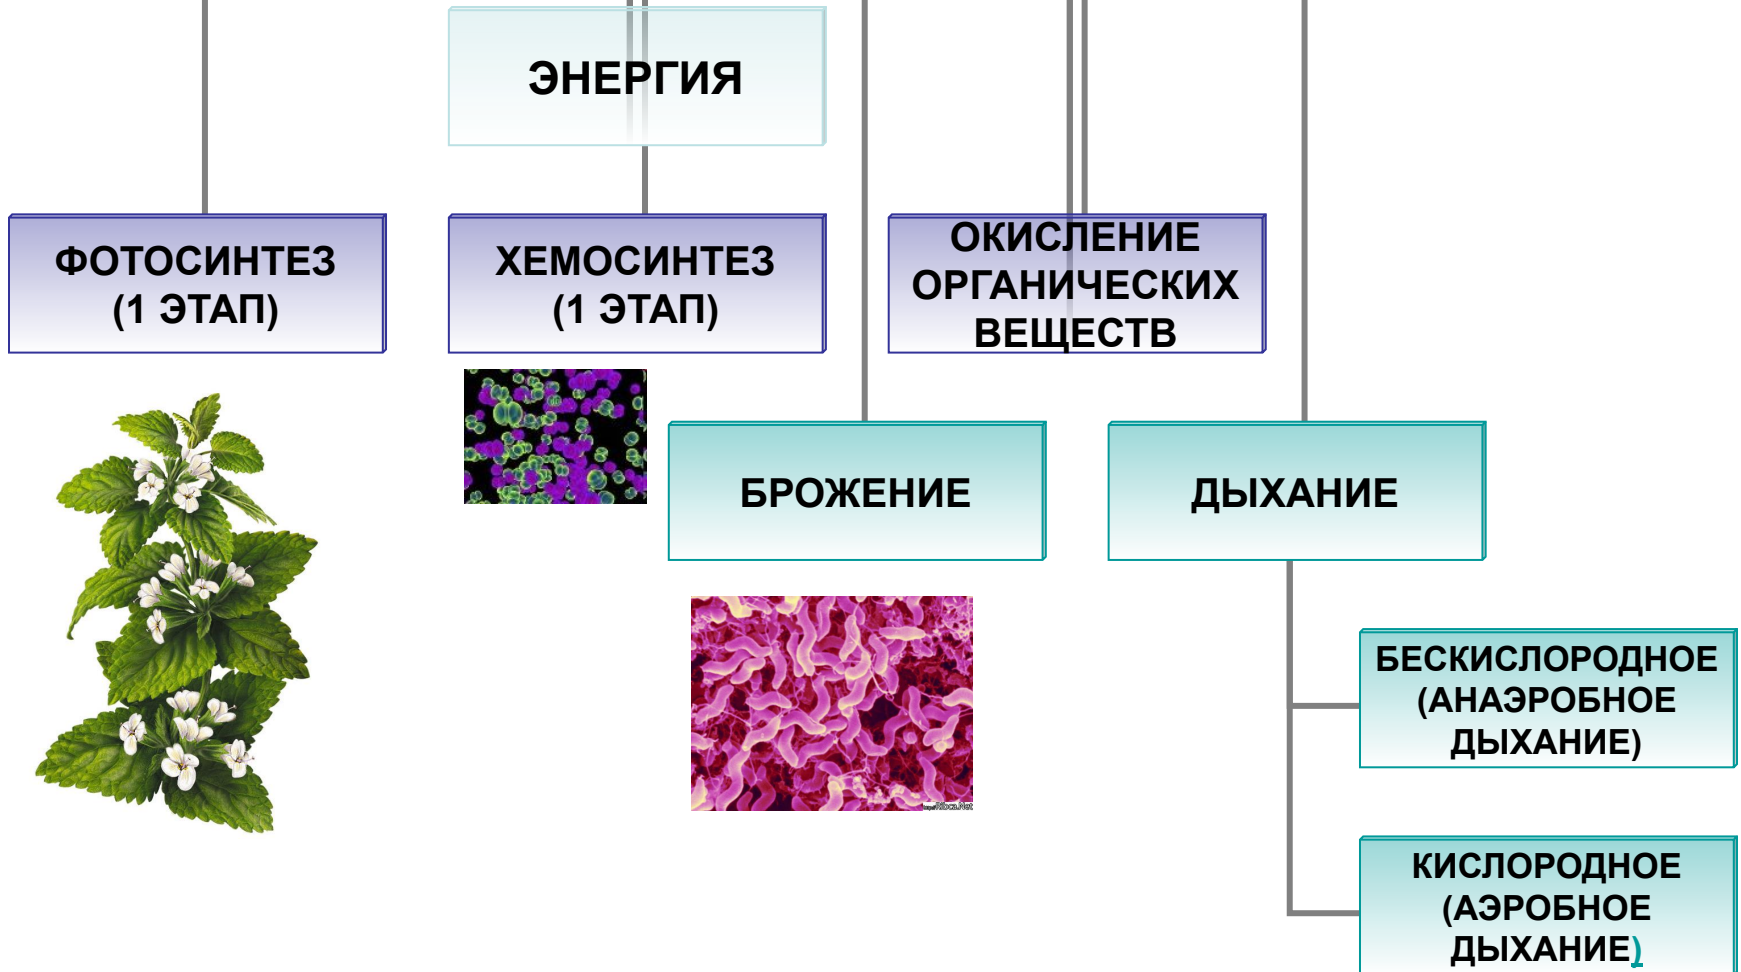 ЭНЕРГИЯ
ФОТОСИНТЕЗ
(1 ЭТАП)
ХЕМОСИНТЕЗ
(1 ЭТАП)
ОКИСЛЕНИЕ
ОРГАНИЧЕСКИХ
ВЕЩЕСТВ
БРОЖЕНИЕ
ДЫХАНИЕ
БЕСКИСЛОРОДНОЕ
(АНАЭРОБНОЕ
ДЫХАНИЕ)
КИСЛОРОДНОЕ
(АЭРОБНОЕ
ДЫХАНИЕ)